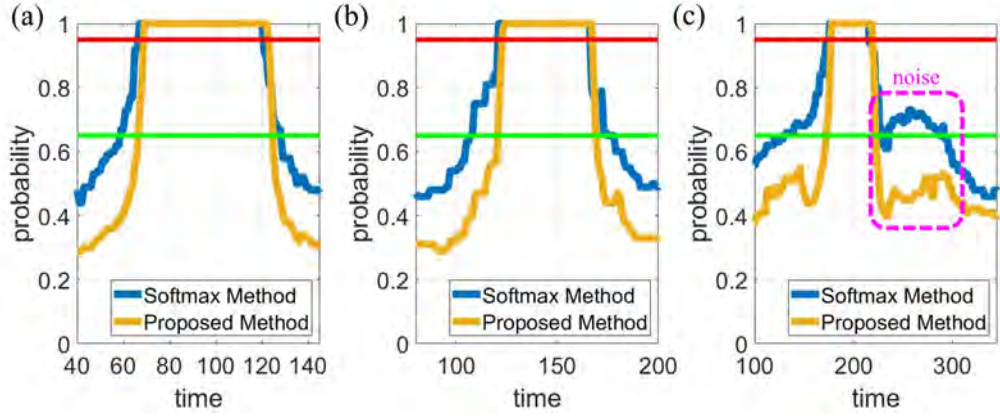 (a)
1
0.8
0.6
0.4
0.2
0
probability
Softmax Method
Proposed Method
40 60 80 100 120 140
time
(b)
1
0.8
0.6
0.4
0.2
0
probability
Softmax Method
Proposed Method
100 150 200
time
(c)
1
0.8
0.6
0.4
0.2
0
probability
noise
Softmax Method
Proposed Method
100 200 300
time